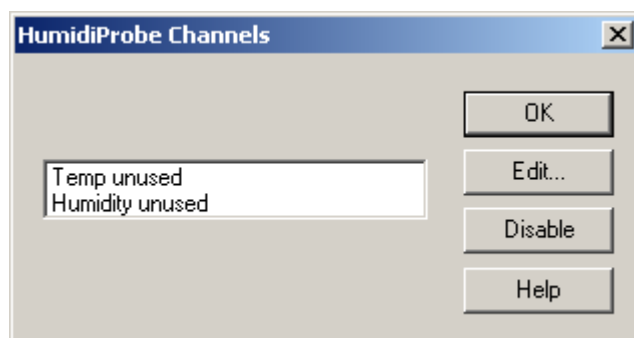 HumidiProbe Channels
OK
Temp unused
Humidity unused
Edit...
Disable
Help